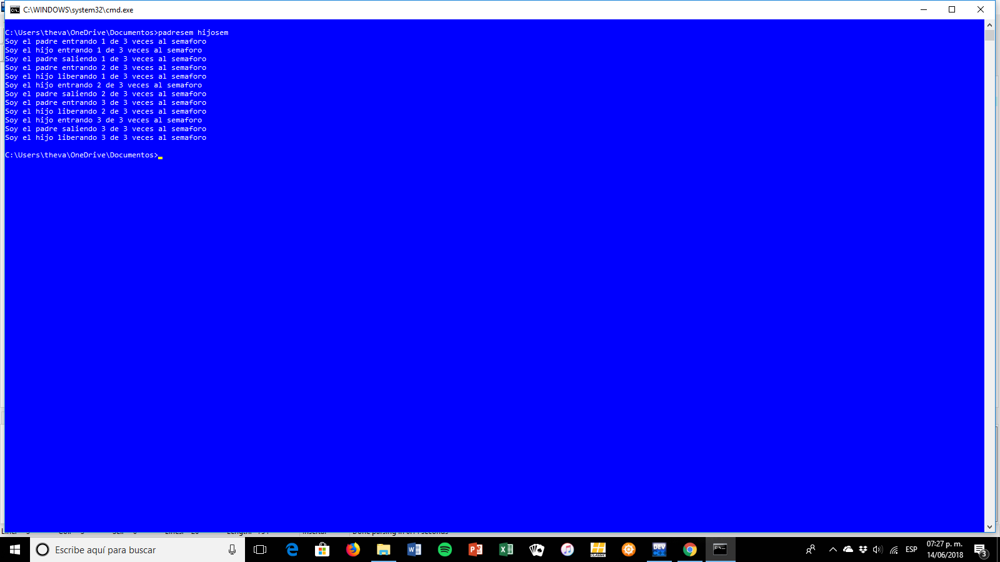 C:\WINDOWS\system32\cmd.exe
C:\Users\theva\OneDrive\Documentos>padresem hijosem
Soy el padre entrando 1 de 3 veces al semaforo
Soy el hijo entrando 1 de 3 veces al semaforo
Soy el padre saliendo 1 de 3 veces al semaforo
Soy el padre entrando 2 de 3 veces al semaforo
Soy el hijo liberando 1 de 3 veces al semaforo
Soy el hijo entrando 2 de 3 veces al semaforo
Soy el padre saliendo 2 de 3 veces al semaforo
Soy el padre entrando 3 de 3 veces al semaforo
Soy el hijo liberando 2 de 3 veces al semaforo
Soy el hijo entrando 3 de 3 veces al semaforo
Soy el padre saliendo 3 de 3 veces al semaforo
Soy el hijo liberando 3 de 3 veces al semaforo
C:\Users\theva\OneDrive\Documentos>
Escribe aquí para buscar
CLASSIC
DEV
ESP
07:27 p. m.
14/06/2018
3